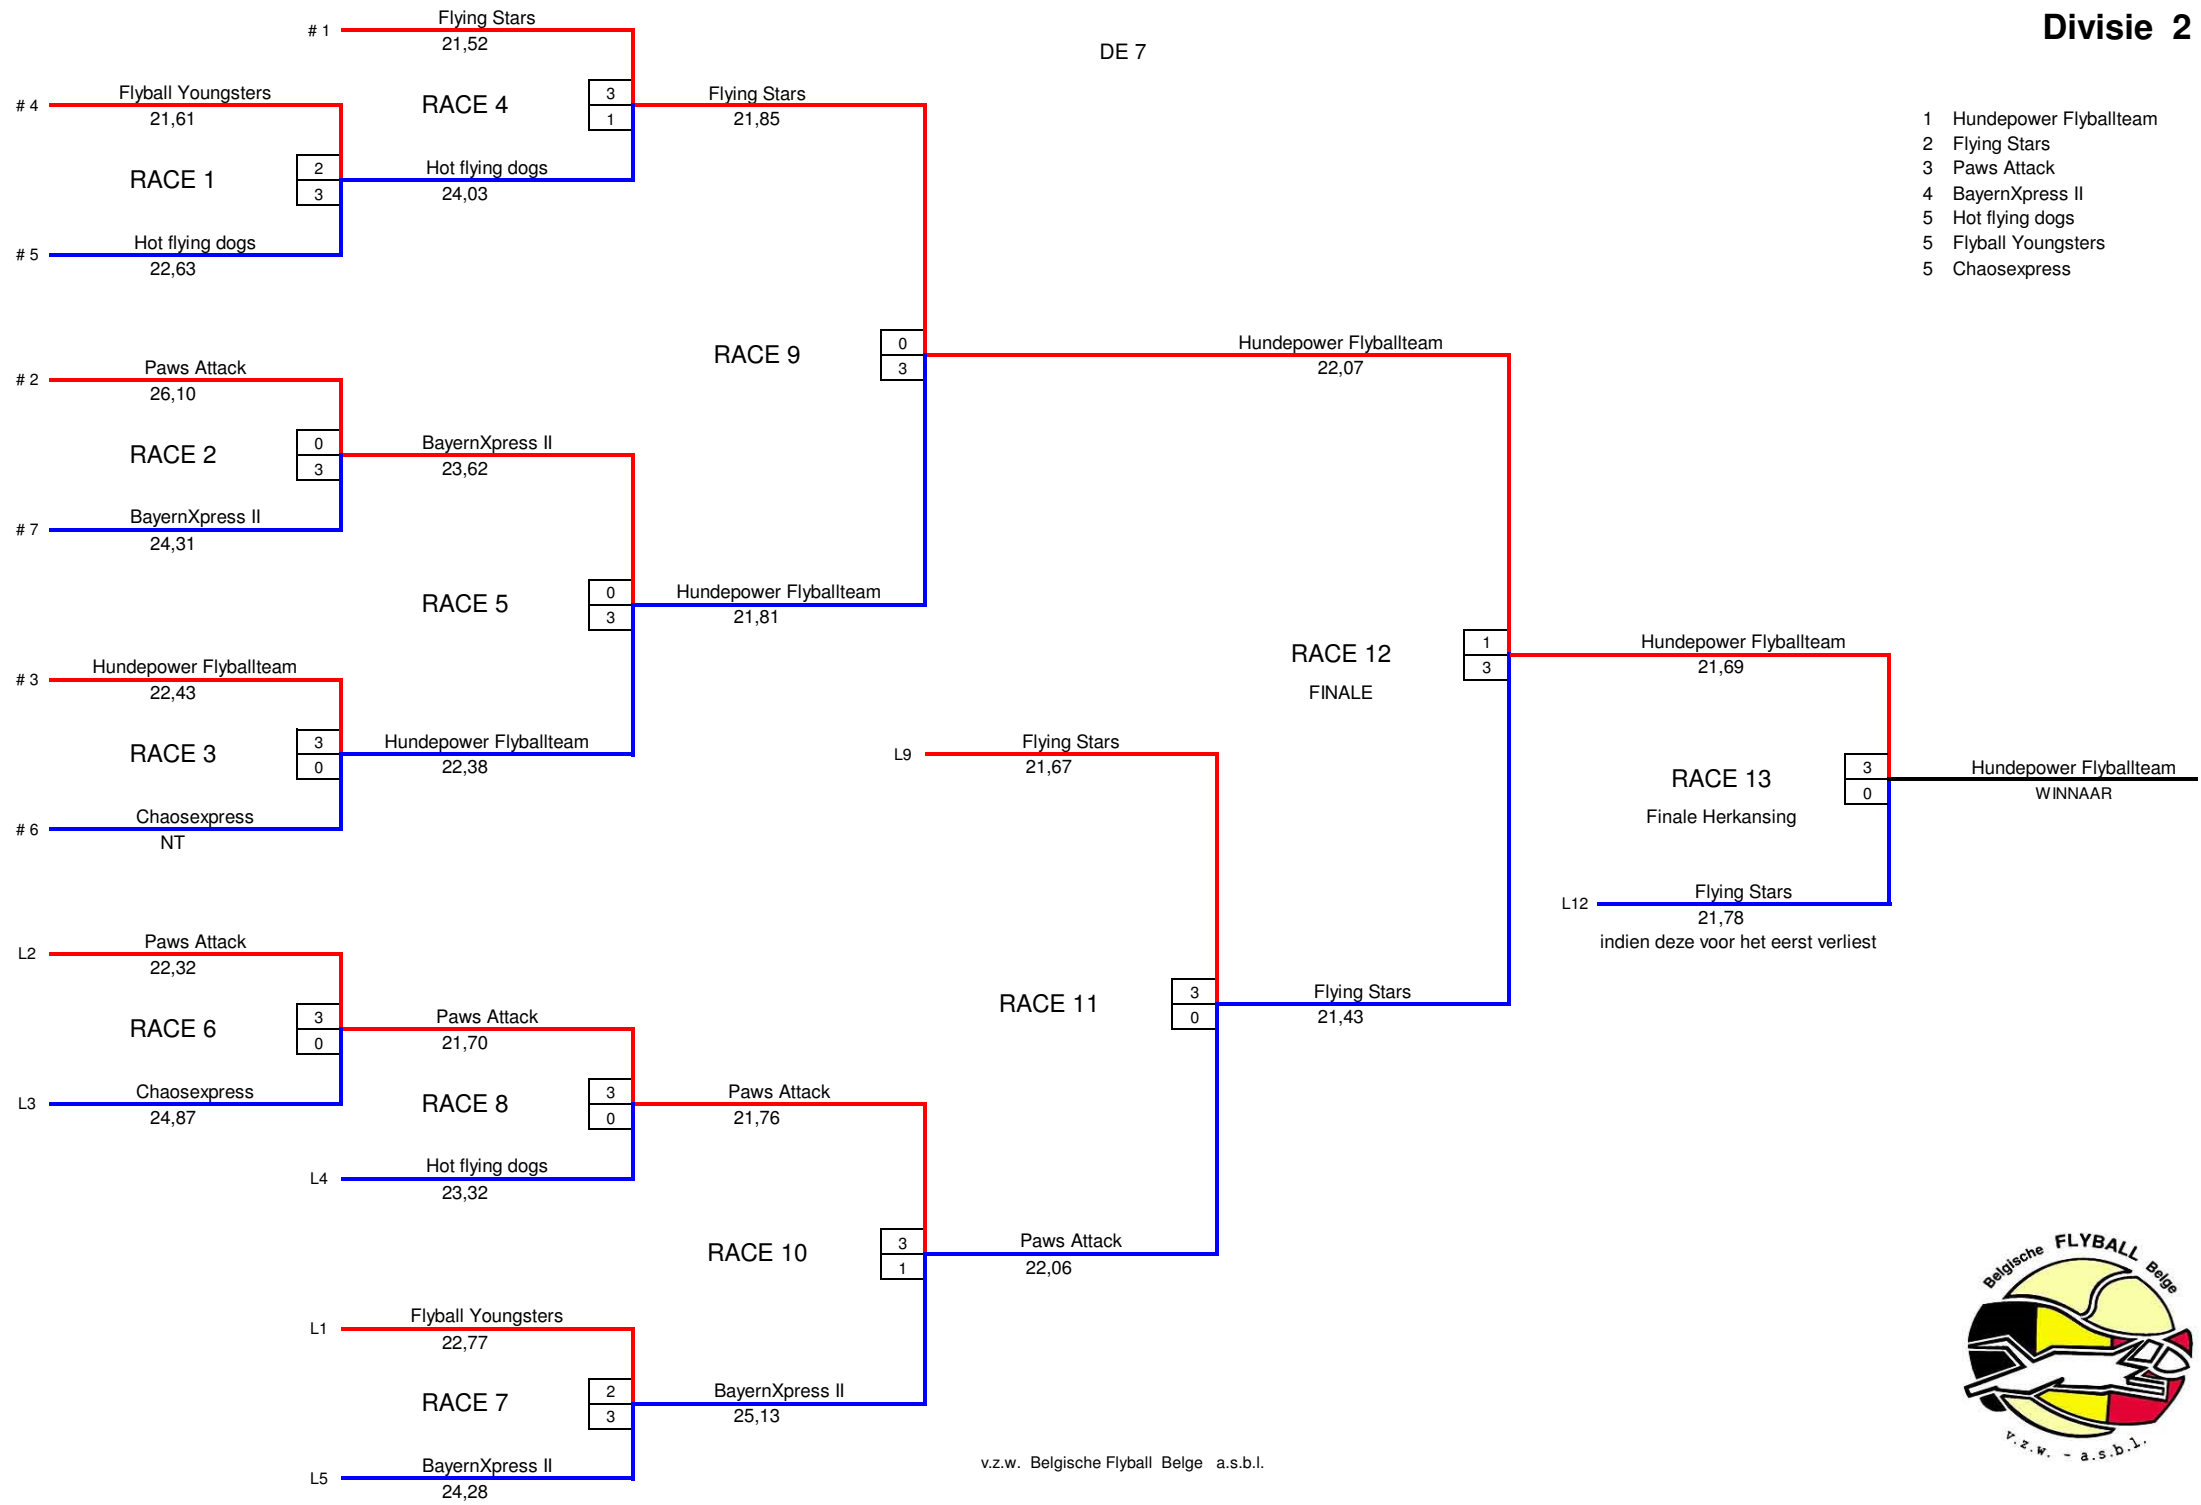 Divisie 2
DE 7
1 Hundepower Flyballteam
2 Flying Stars
3 Paws Attack
4 BayernXpress II
5 Hot flying dogs
5 Flyball Youngsters
5 Chaosexpress
# 1
Flying Stars
21,52
# 4
Flyball Youngsters
21,61
RACE 4
3
1
Flying Stars
21,85
RACE 1
2
3
Hot flying dogs
24,03
# 5
Hot flying dogs
22,63
RACE 9
0
3
Hundepower Flyballteam
22,07
# 2
Paws Attack
26,10
RACE 2
0
3
BayernXpress II
23,62
# 7
BayernXpress II
24,31
RACE 5
0
3
Hundepower Flyballteam
21,81
# 3
Hundepower Flyballteam
22,43
RACE 3
3
0
Hundepower Flyballteam
22,38
# 6
Chaosexpress
NT
RACE 12
FINALE
1
3
Hundepower Flyballteam
21,69
L9
Flying Stars
21,67
RACE 13
Finale Herkansing
3
0
Hundepower Flyballteam
WINNAAR
L12
Flying Stars
21,78
indien deze voor het eerst verliest
L2
Paws Attack
22,32
RACE 6
3
0
Paws Attack
21,70
L3
Chaosexpress
24,87
RACE 8
3
0
Paws Attack
21,76
L4
Hot flying dogs
23,32
RACE 11
3
0
Flying Stars
21,43
RACE 10
3
1
Paws Attack
22,06
L1
Flyball Youngsters
22,77
RACE 7
2
3
BayernXpress II
25,13
L5
BayernXpress II
24,28
v.z.w. Belgische Flyball Belge a.s.b.l.
Belgische FLYBALL Belge
v.z.w. - a.s.b.l.